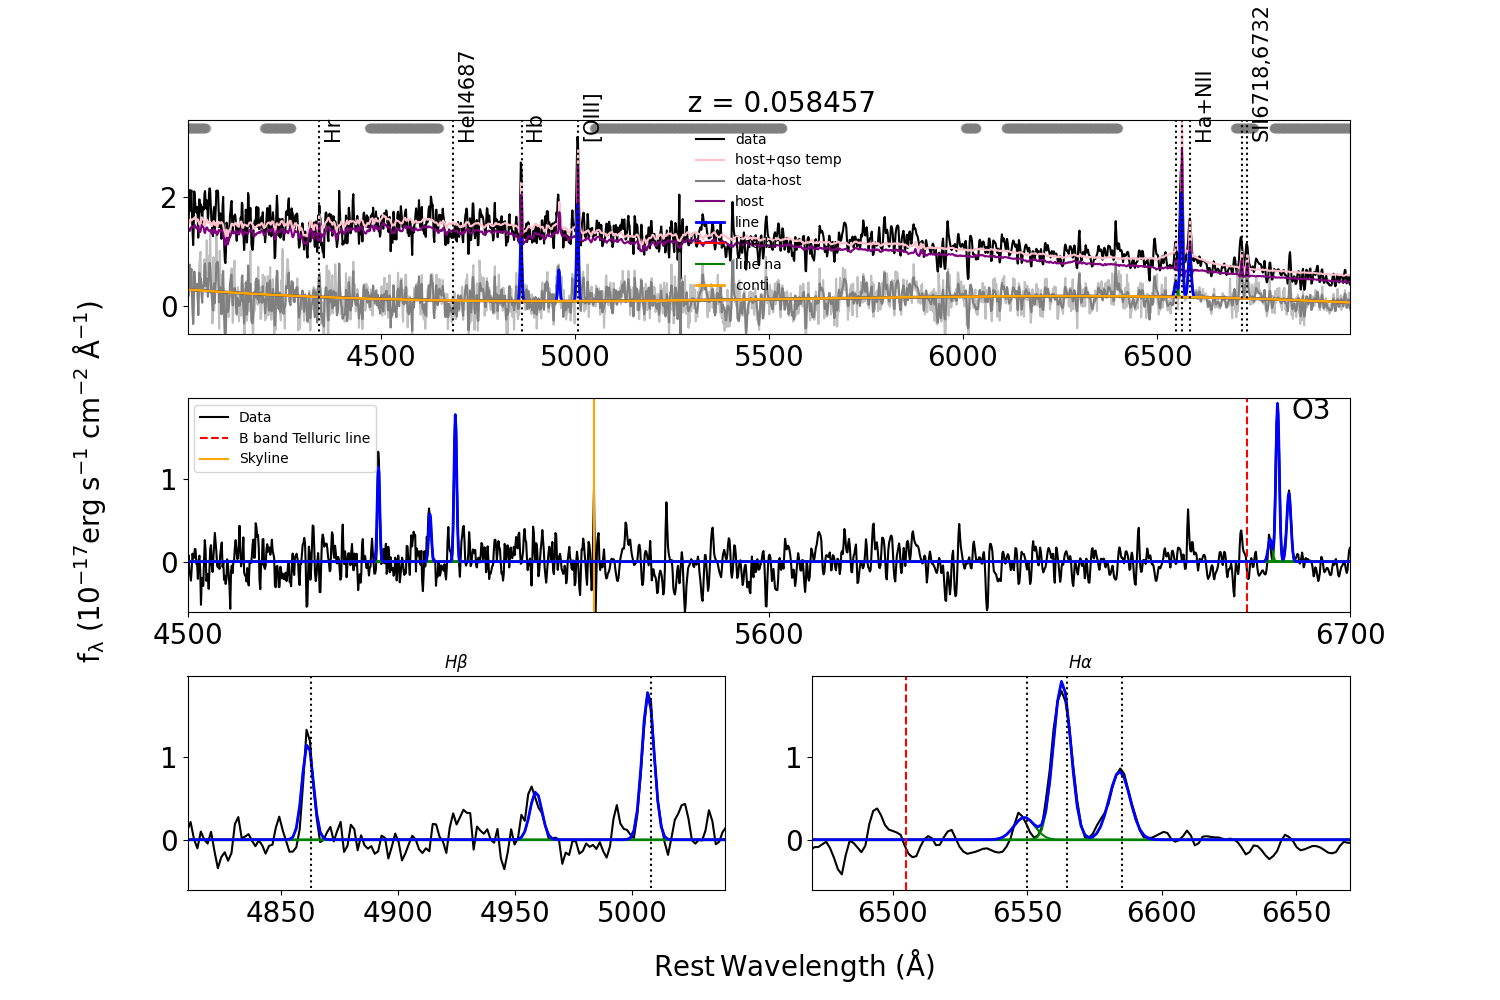 z = 0.058457
Hr
HeII4687
Hb
[OIII]
Ha+NII
SII6718,6732
data
host+qso temp
data-host
host
line
line na
conti
2
0
4500 5000 5500 6000 6500
Data
B band Telluric line
Skyline
O3
1
0
4500 5600 6700
fλ (10−17erg s−1 cm−2 Å−1)
Hβ
1
0
4850 4900 4950 5000
Hα
1
0
6500 6550 6600 6650
Rest Wavelength (Å)